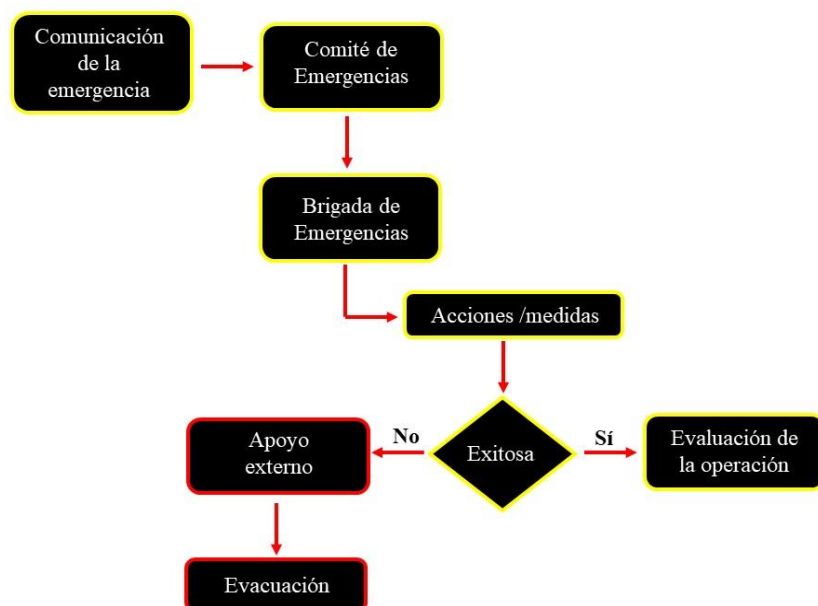 Comunicación
de la
emergencia
Comité de
Emergencias
Brigada de
Emergencias
Acciones /medidas
Exitosa
No
Sí
Apoyo
externo
Evaluación de
la operación
Evacuación